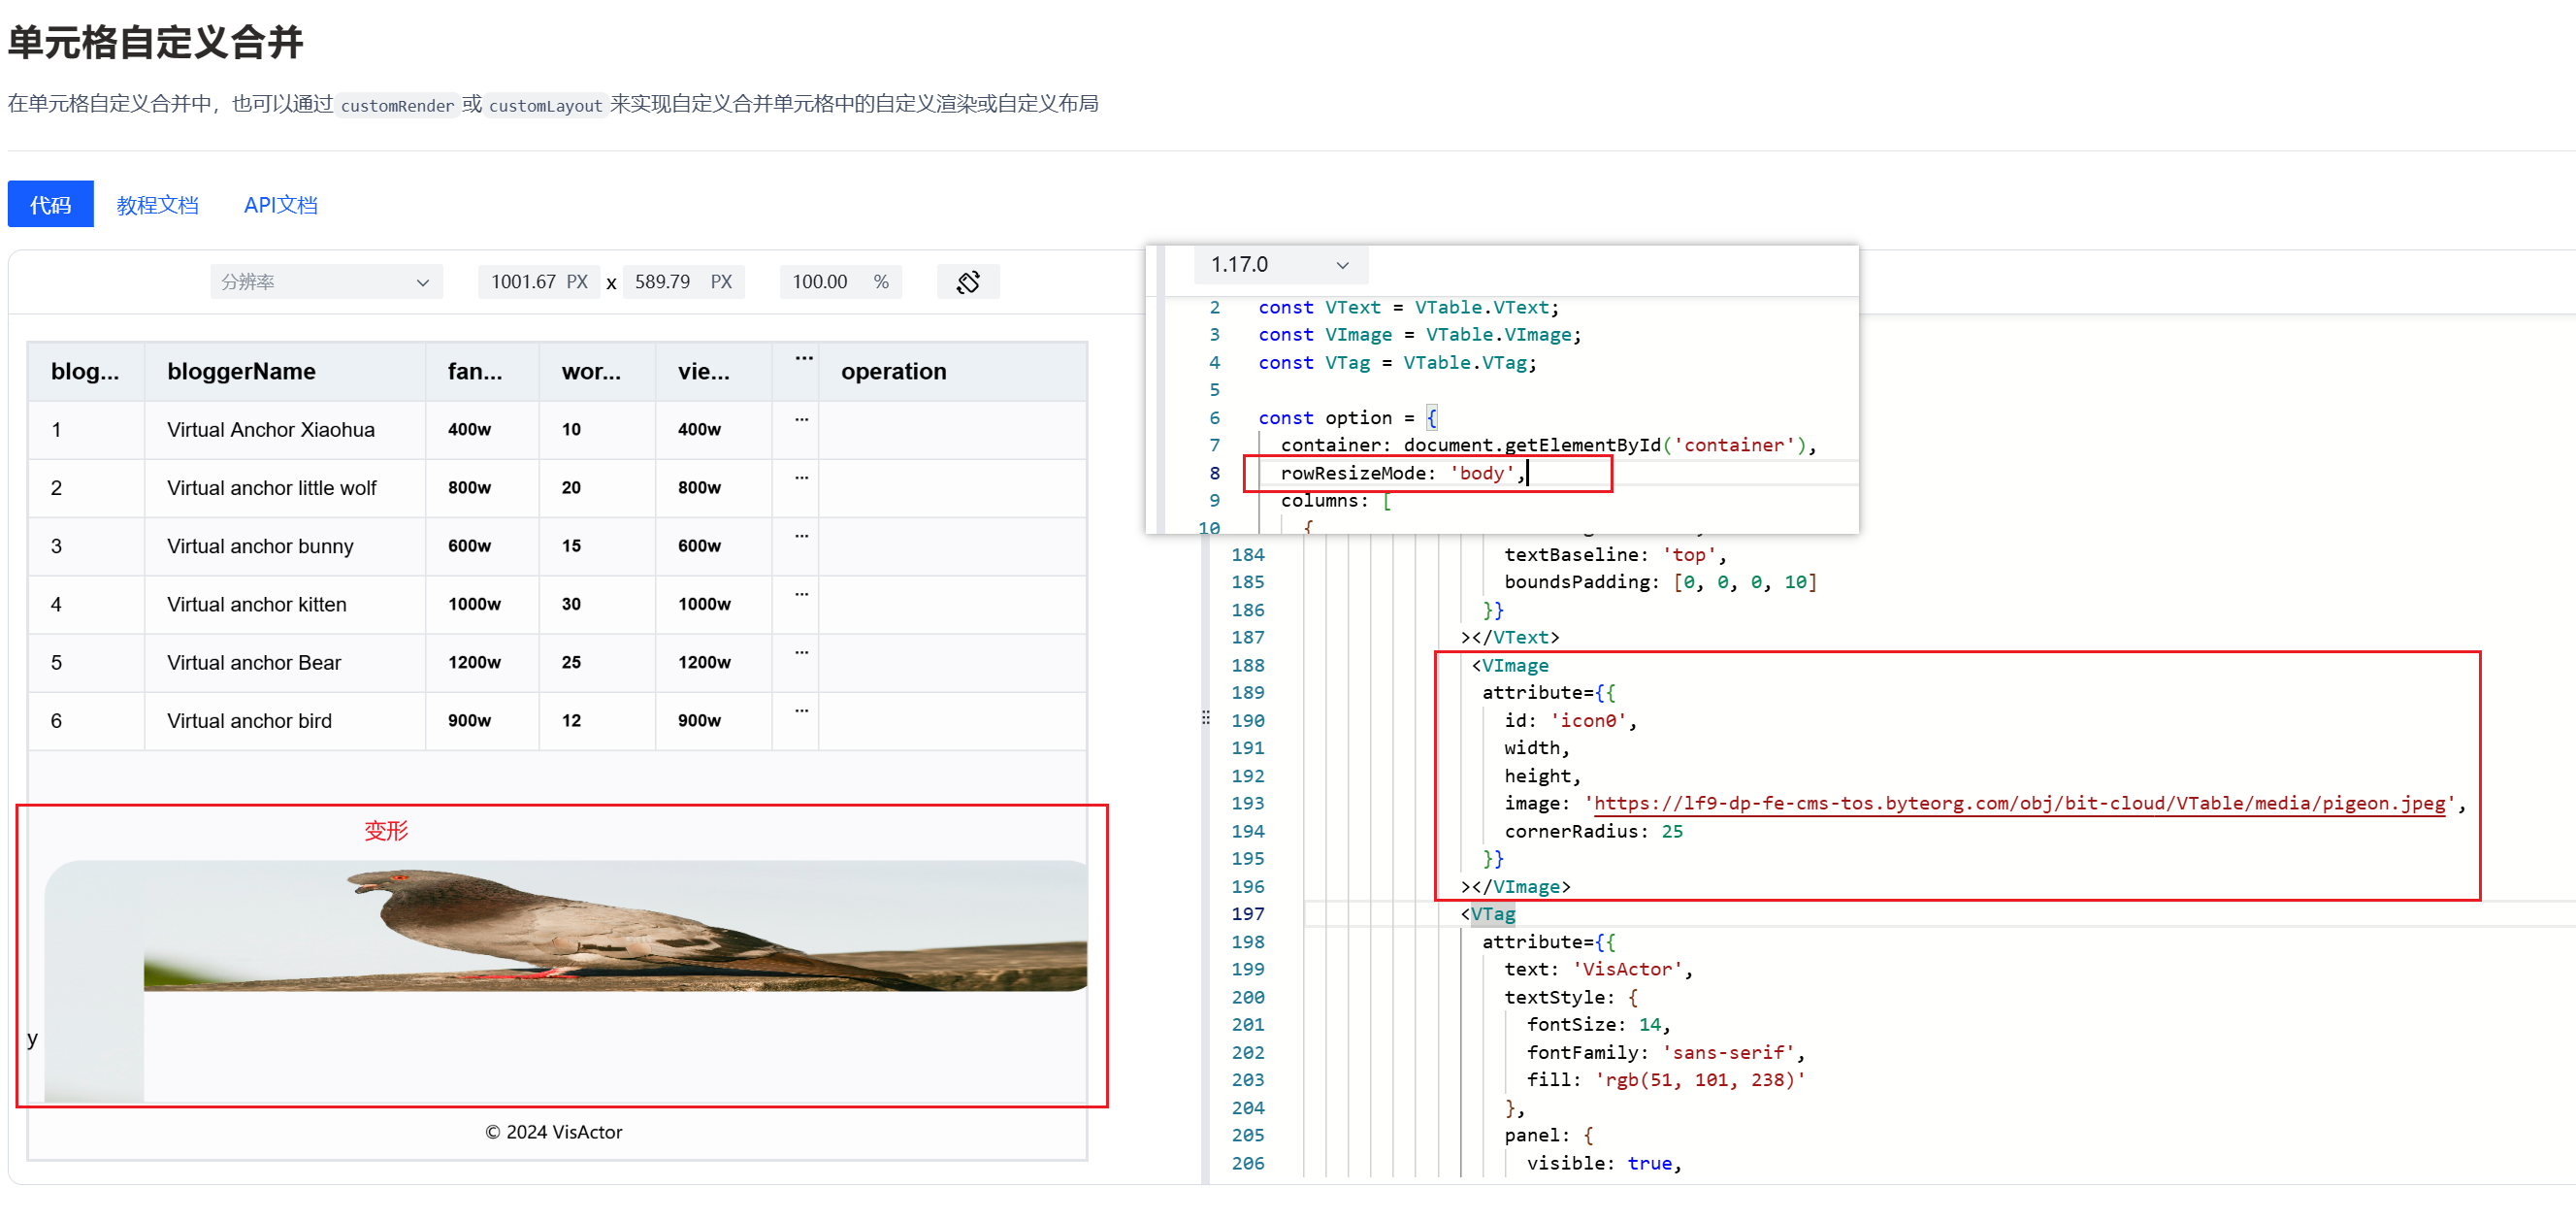 单元格自定义合并
在单元格自定义合并中，也可以通过 customRender 或 customLayout 来实现自定义合并单元格中的自定义渲染或自定义布局
代码 教程文档 API文档
分辨率 1001.67 PX x 589.79 PX 100.00 %
blog... bloggerName fan... wor... vie... ... operation
1 Virtual Anchor Xiaohua 400w 10 400w ...
2 Virtual anchor little wolf 800w 20 800w ...
3 Virtual anchor bunny 600w 15 600w ...
4 Virtual anchor kitten 1000w 30 1000w ...
5 Virtual anchor Bear 1200w 25 1200w ...
6 Virtual anchor bird 900w 12 900w ...
变形
y
© 2024 VisActor
1.17.0
2 const VText = VTable.VText;
3 const VImage = VTable.VImage;
4 const VTag = VTable.VTag;
5
6 const option = {
7 container: document.getElementById('container'),
8 rowResizeMode: 'body',
9 columns: [
10 {
184 textBaseline: 'top',
185 boundsPadding: [0, 0, 0, 10]
186 }}
187 ></VText>
188 <VImage
189 attribute={{
190 id: 'icon0',
191 width,
192 height,
193 image: 'https://lf9-dp-fe-cms-tos.byteorg.com/obj/bit-cloud/VTable/media/pigeon.jpeg',
194 cornerRadius: 25
195 }}
196 ></VImage>
197 <VTag
198 attribute={{
199 text: 'VisActor',
200 textStyle: {
201 fontSize: 14,
202 fontFamily: 'sans-serif',
203 fill: 'rgb(51, 101, 238)'
204 },
205 panel: {
206 visible: true,